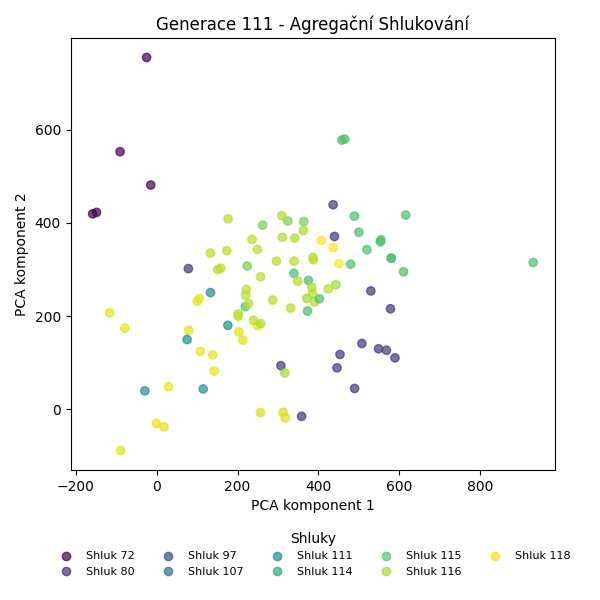 Generace 111 - Agregační Shlukování
PCA komponent 2
600
400
200
0
−200 0 200 400 600 800
PCA komponent 1
Shluky
Shluk 72 Shluk 97 Shluk 111 Shluk 115 Shluk 118
Shluk 80 Shluk 107 Shluk 114 Shluk 116